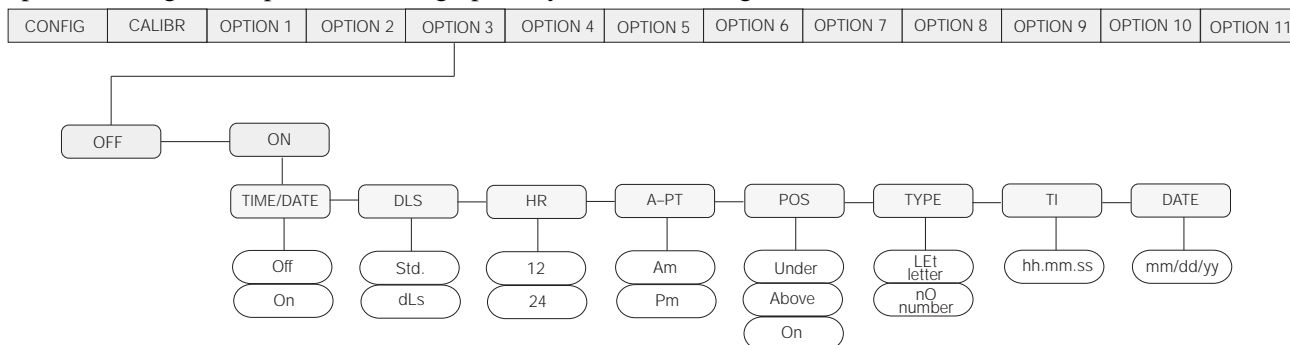 CONFIG CALIBR OPTION 1 OPTION 2 OPTION 3 OPTION 4 OPTION 5 OPTION 6 OPTION 7 OPTION 8 OPTION 9 OPTION 10 OPTION 11
OFF ON
TIME/DATE DLS HR A–PT POS TYPE TI DATE
Off Std. 12 Am Under LEt letter hh.mm.ss mm/dd/yy
On dLs 24 Pm Above nO number
On